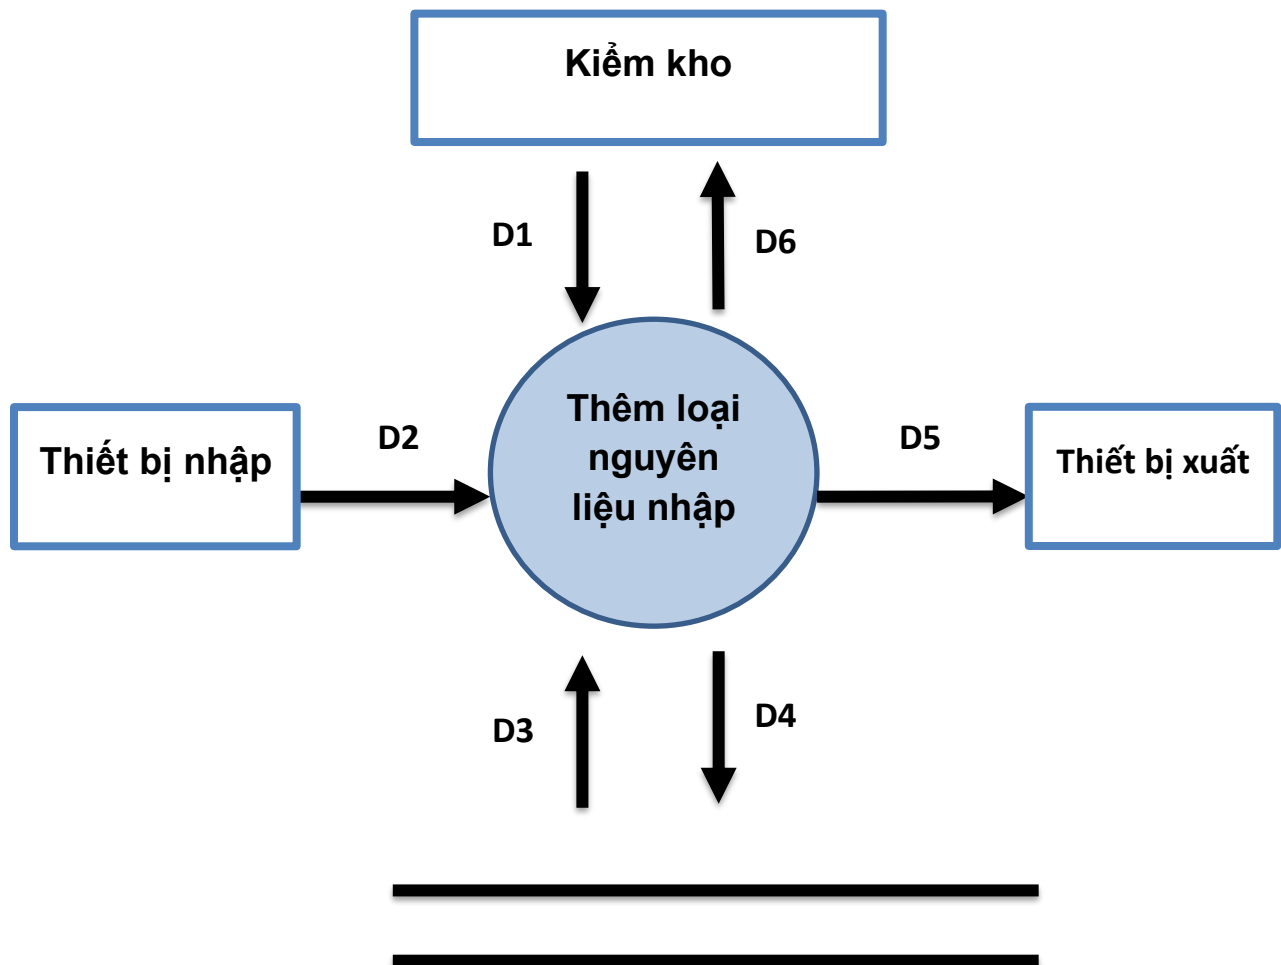 Kiểm kho
D1
D6
Thêm loại
nguyên
liệu nhập
Thiết bị nhập
D2
D5
Thiết bị xuất
D3
D4